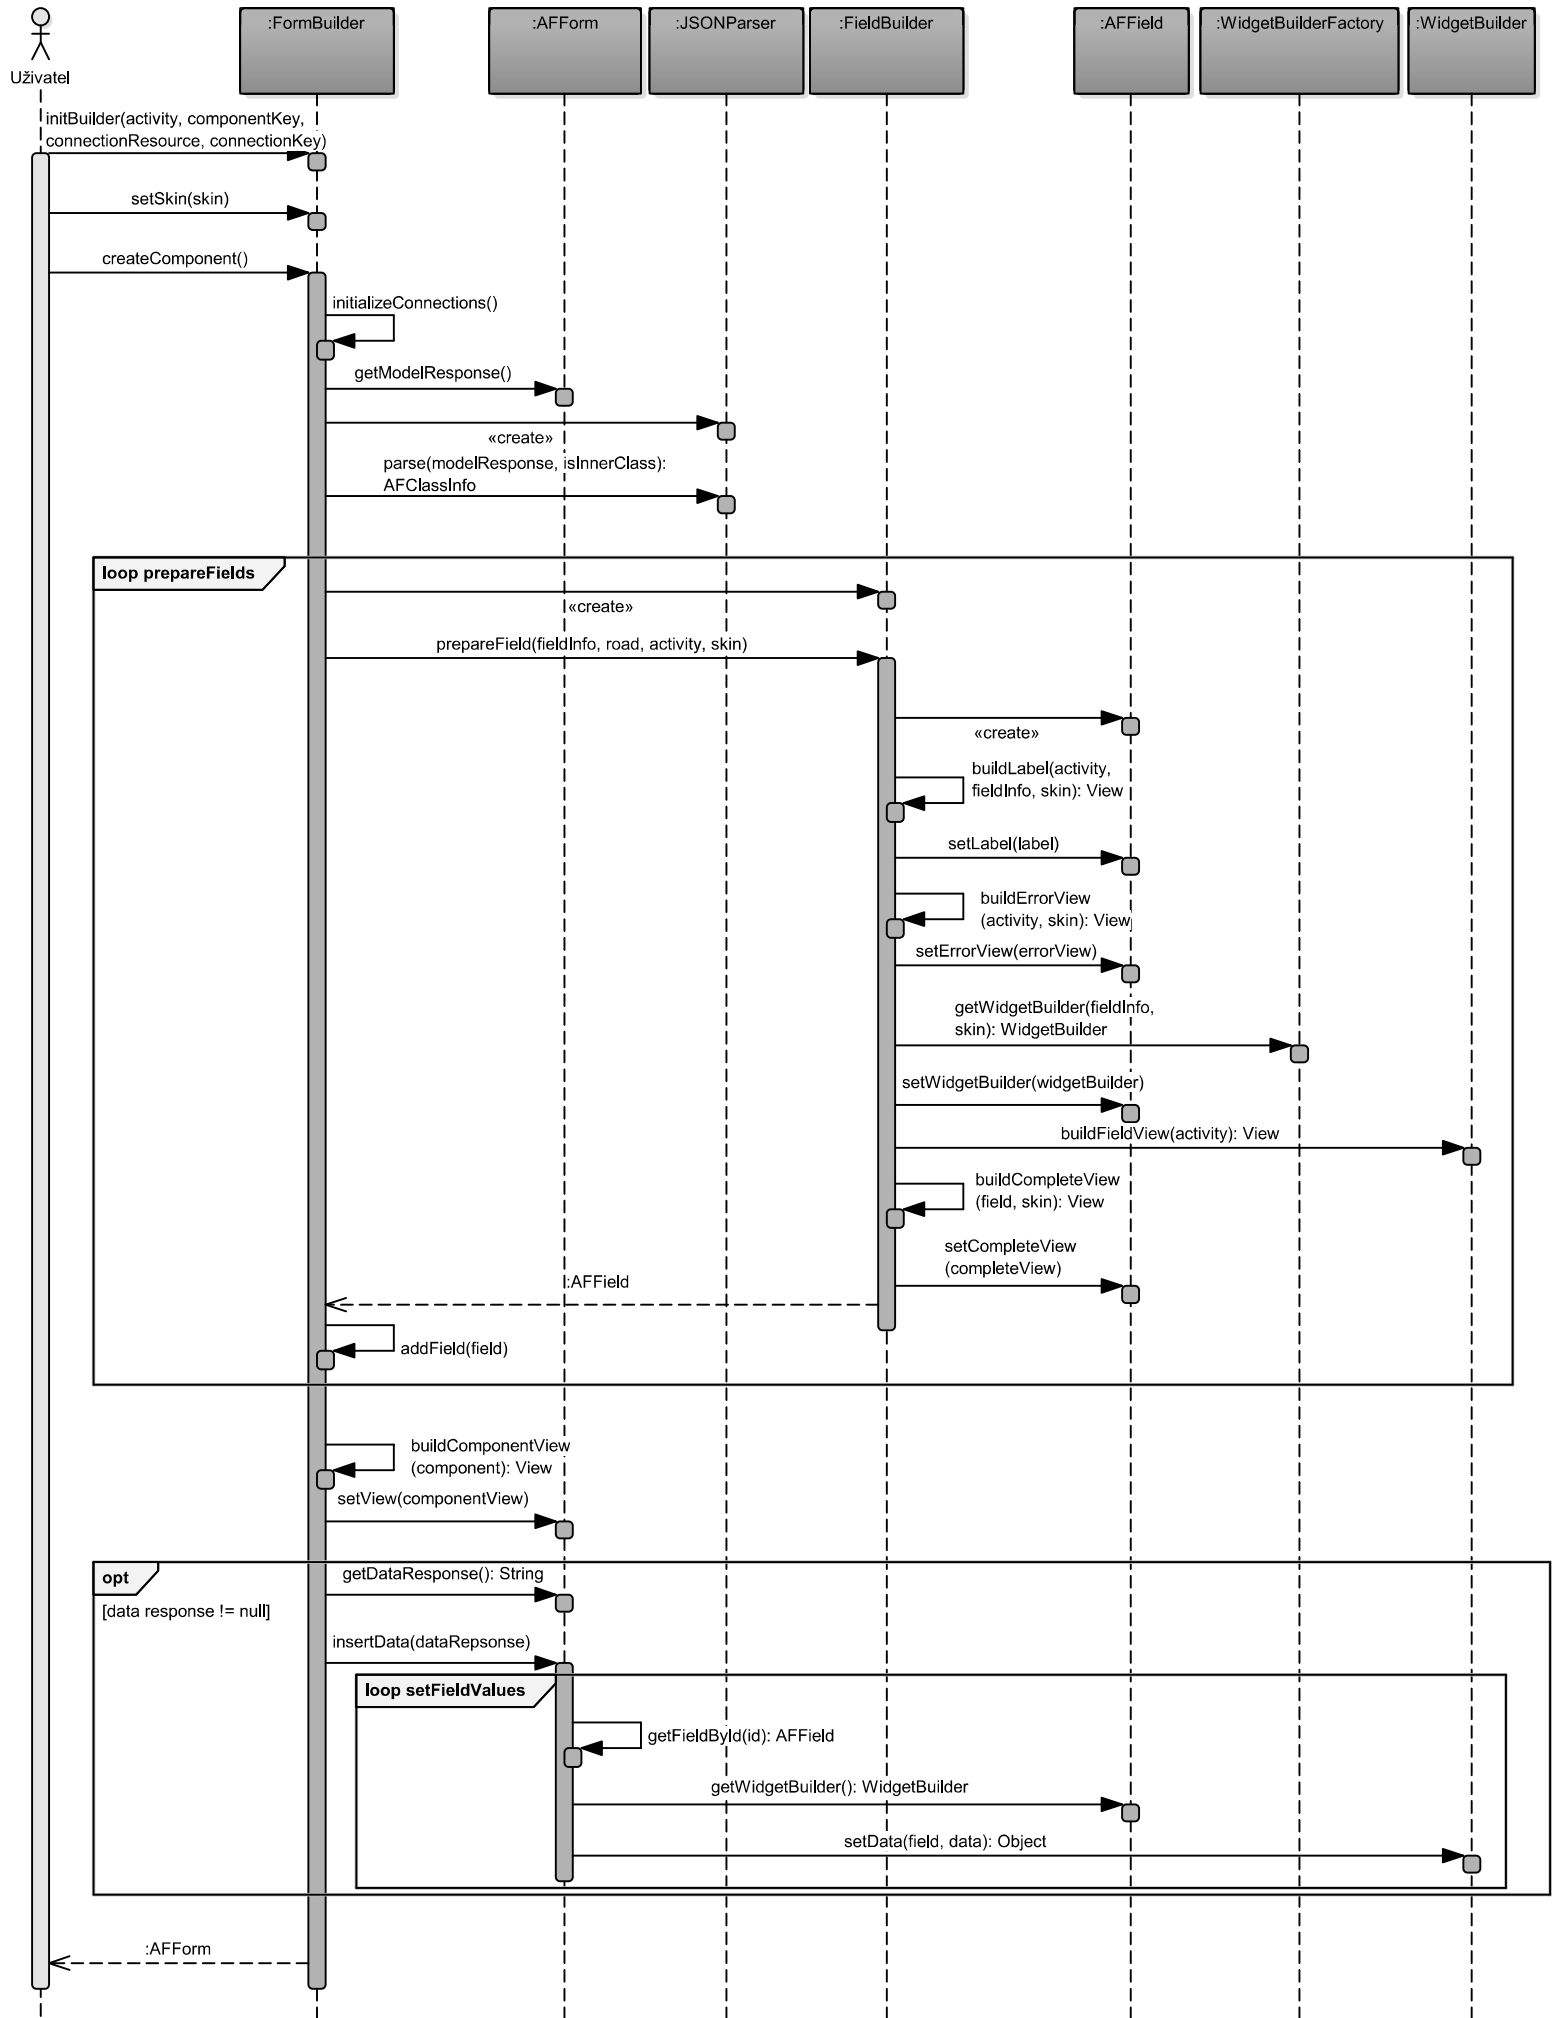 Uživatel
:FormBuilder
:AFForm
:JSONParser
:FieldBuilder
:AFField
:WidgetBuilderFactory
:WidgetBuilder
initBuilder(activity, componentKey,
connectionResource, connectionKey)
setSkin(skin)
createComponent()
initializeConnections()
getModelResponse()
«create»
parse(modelResponse, isInnerClass):
AFClassInfo
loop prepareFields
«create»
prepareField(fieldInfo, road, activity, skin)
«create»
buildLabel(activity,
fieldInfo, skin): View
setLabel(label)
buildErrorView
(activity, skin): View
setErrorView(errorView)
getWidgetBuilder(fieldInfo,
skin): WidgetBuilder
setWidgetBuilder(widgetBuilder)
buildFieldView(activity): View
buildCompleteView
(field, skin): View
setCompleteView
(completeView)
:AFField
addField(field)
buildComponentView
(component): View
setView(componentView)
opt
getDataResponse(): String
[data response != null]
insertData(dataRepsonse)
loop setFieldValues
getFieldById(id): AFField
getWidgetBuilder(): WidgetBuilder
setData(field, data): Object
:AFForm